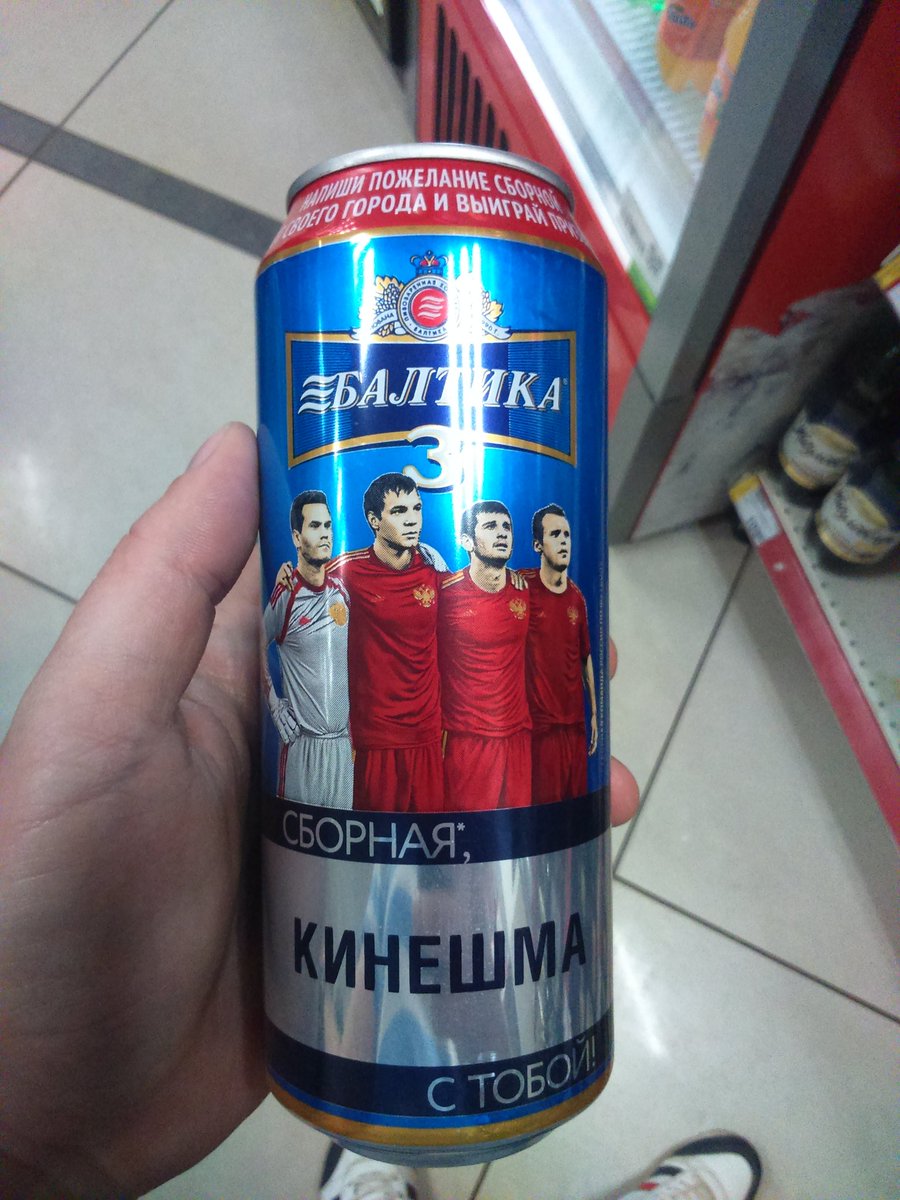 НАПИШИ ПОЖЕЛАНИЕ СБОРНОЙ
СВОЕГО ГОРОДА И ВЫИГРАЙ
БАЛТИКА
3
СБОРНАЯ*,
КИНЕШМА
С ТОБОЙ!